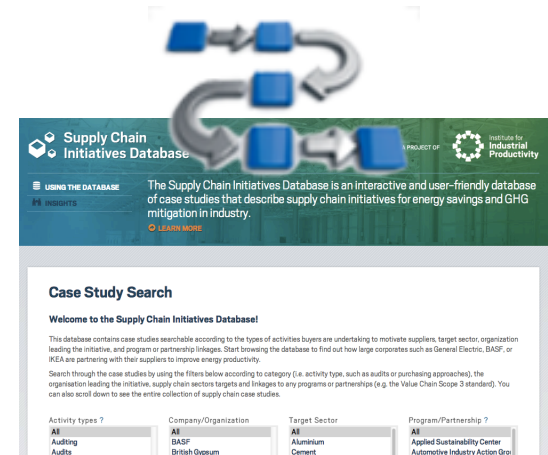 Supply Chain
Initiatives Database
A PROJECT OF
Institute for
Industrial
Productivity
USING THE DATABASE
INSIGHTS
The Supply Chain Initiatives Database is an interactive and user-friendly database
of case studies that describe supply chain initiatives for energy savings and GHG
mitigation in industry.
LEARN MORE
Case Study Search
Welcome to the Supply Chain Initiatives Database!
This database contains case studies searchable according to the types of activities buyers are undertaking to motivate suppliers, target sector, organization
leading the initiative, and program or partnership linkages. Start browsing the database to find out how large corporates such as General Electric, BASF, or
IKEA are partnering with their suppliers to improve energy productivity.
Search through the case studies by using the filters below according to category (i.e. activity type, such as audits or purchasing approaches), the
organisation leading the initiative, supply chain sectors targets and linkages to any programs or partnerships (e.g. the Value Chain Scope 3 standard). You
can also scroll down to see the entire collection of supply chain case studies.
Activity types ? Company/Organization Target Sector Program/Partnership ?
All All All All
Auditing BASF Aluminium Applied Sustainability Center
Audits British Gypsum Cement Automotive Industry Action Grou